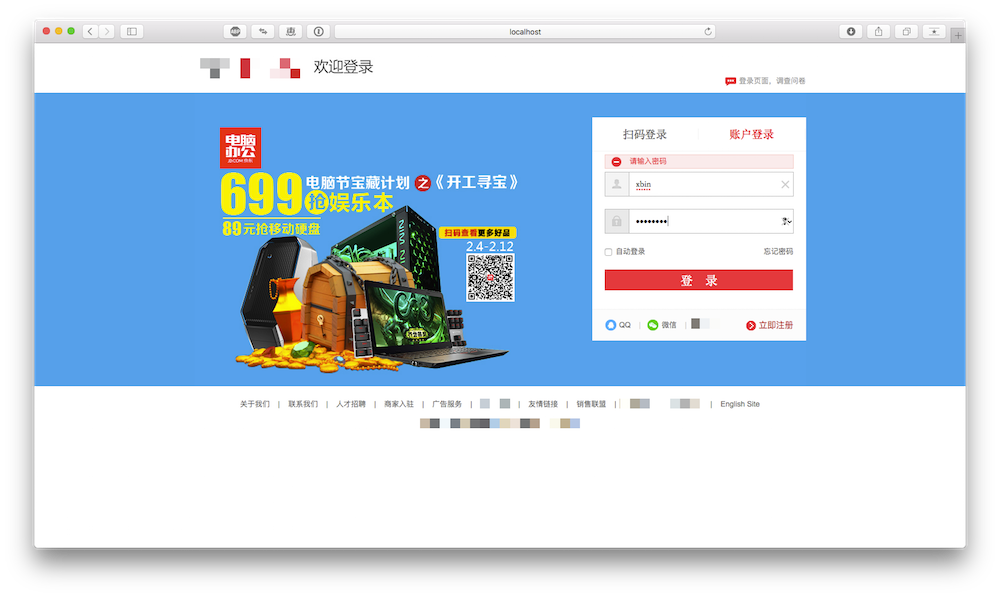 localhost
欢迎登录
登录页面，调查问卷
电脑
办公
JD.COM 京东
699
电脑节宝藏计划 之 《开工寻宝》
抢娱乐本
89元抢移动硬盘
扫码查看更多好品
2.4-2.12
扫码登录
账户登录
请输入密码
xbin
自动登录
忘记密码
登 录
QQ
微信
立即注册
关于我们 | 联系我们 | 人才招聘 | 商家入驻 | 广告服务 | | 友情链接 | 销售联盟 | | English Site